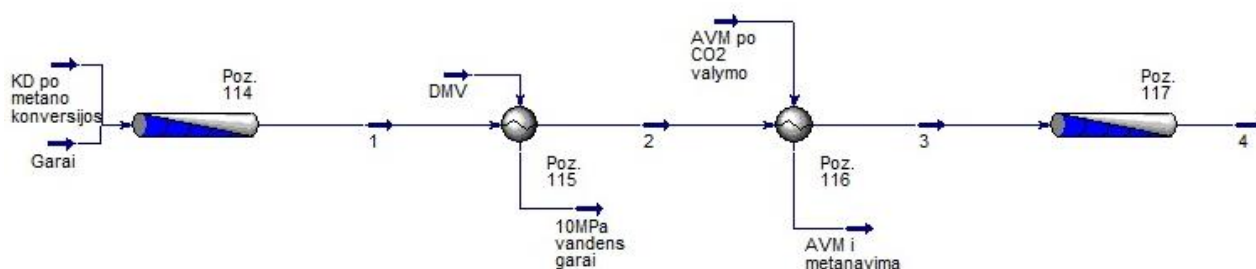 KD po
metano
konversijos
Garai
Poz.
114
1
DMV
Poz.
115
10MPa
vandens
garai
2
AVM po
CO2
valymo
Poz.
116
AVM i
metanavima
3
Poz.
117
4